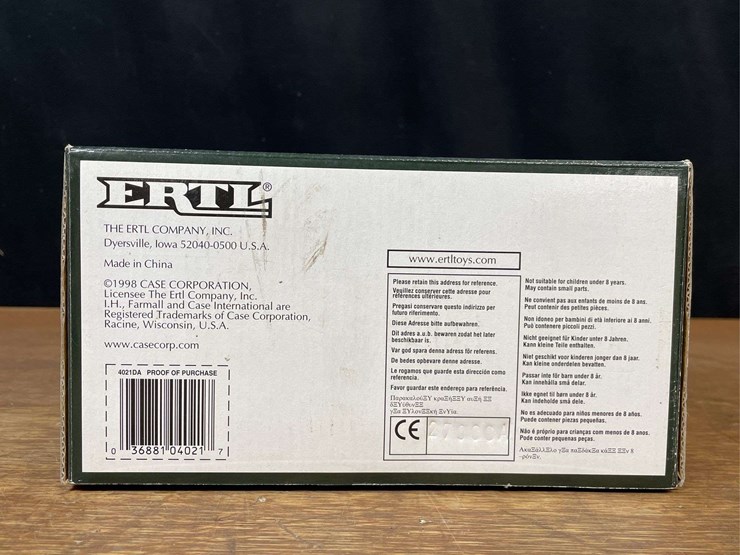 ERTL®
THE ERTL COMPANY, INC.
Dyersville, Iowa 52040-0500 U.S.A.
Made in China
©1998 CASE CORPORATION,
Licensee The Ertl Company, Inc.
I.H., Farmall and Case International are
Registered Trademarks of Case Corporation,
Racine, Wisconsin, U.S.A.
www.casecorp.com
4021DA PROOF OF PURCHASE
0 36881 04021 7
www.ertltoys.com
Please retain this address for reference.
Veuillez conserver cette adresse pour
références ultérieures.
Pregasi conservare questo indirizzo per
futuro riferimento.
Diese Adresse bitte aufbewahren.
Dit adres a.u.b. bewaren zodat het later
beschikbaar is.
Var god spara denna adress för referens.
De bedes opbevare denne adresse.
Le rogamos que guarde esta dirección como
referencia.
Favor guardar este endereço para referência.
CE
Not suitable for children under 8 years.
May contain small parts.
Ne convient pas aux enfants de moins de 8 ans.
Peut contenir des petites pièces.
Non idoneo per bambini di età inferiore ai 8 anni.
Può contenere piccoli pezzi.
Nicht geeignet für Kinder unter 8 Jahren.
Kann kleine Teile enthalten.
Niet geschikt voor kinderen jonger dan 8 jaar.
Kan kleine onderdelen bevatten.
Passar inte för barn under 8 år.
Kan innehålla små delar.
Ikke egnet til børn under 8 år.
Kan indeholde små dele.
No es adecuado para niños menores de 8 años.
Puede contener piezas pequeñas.
Não é próprio para crianças com menos de 8 anos.
Pode conter pequenas peças.